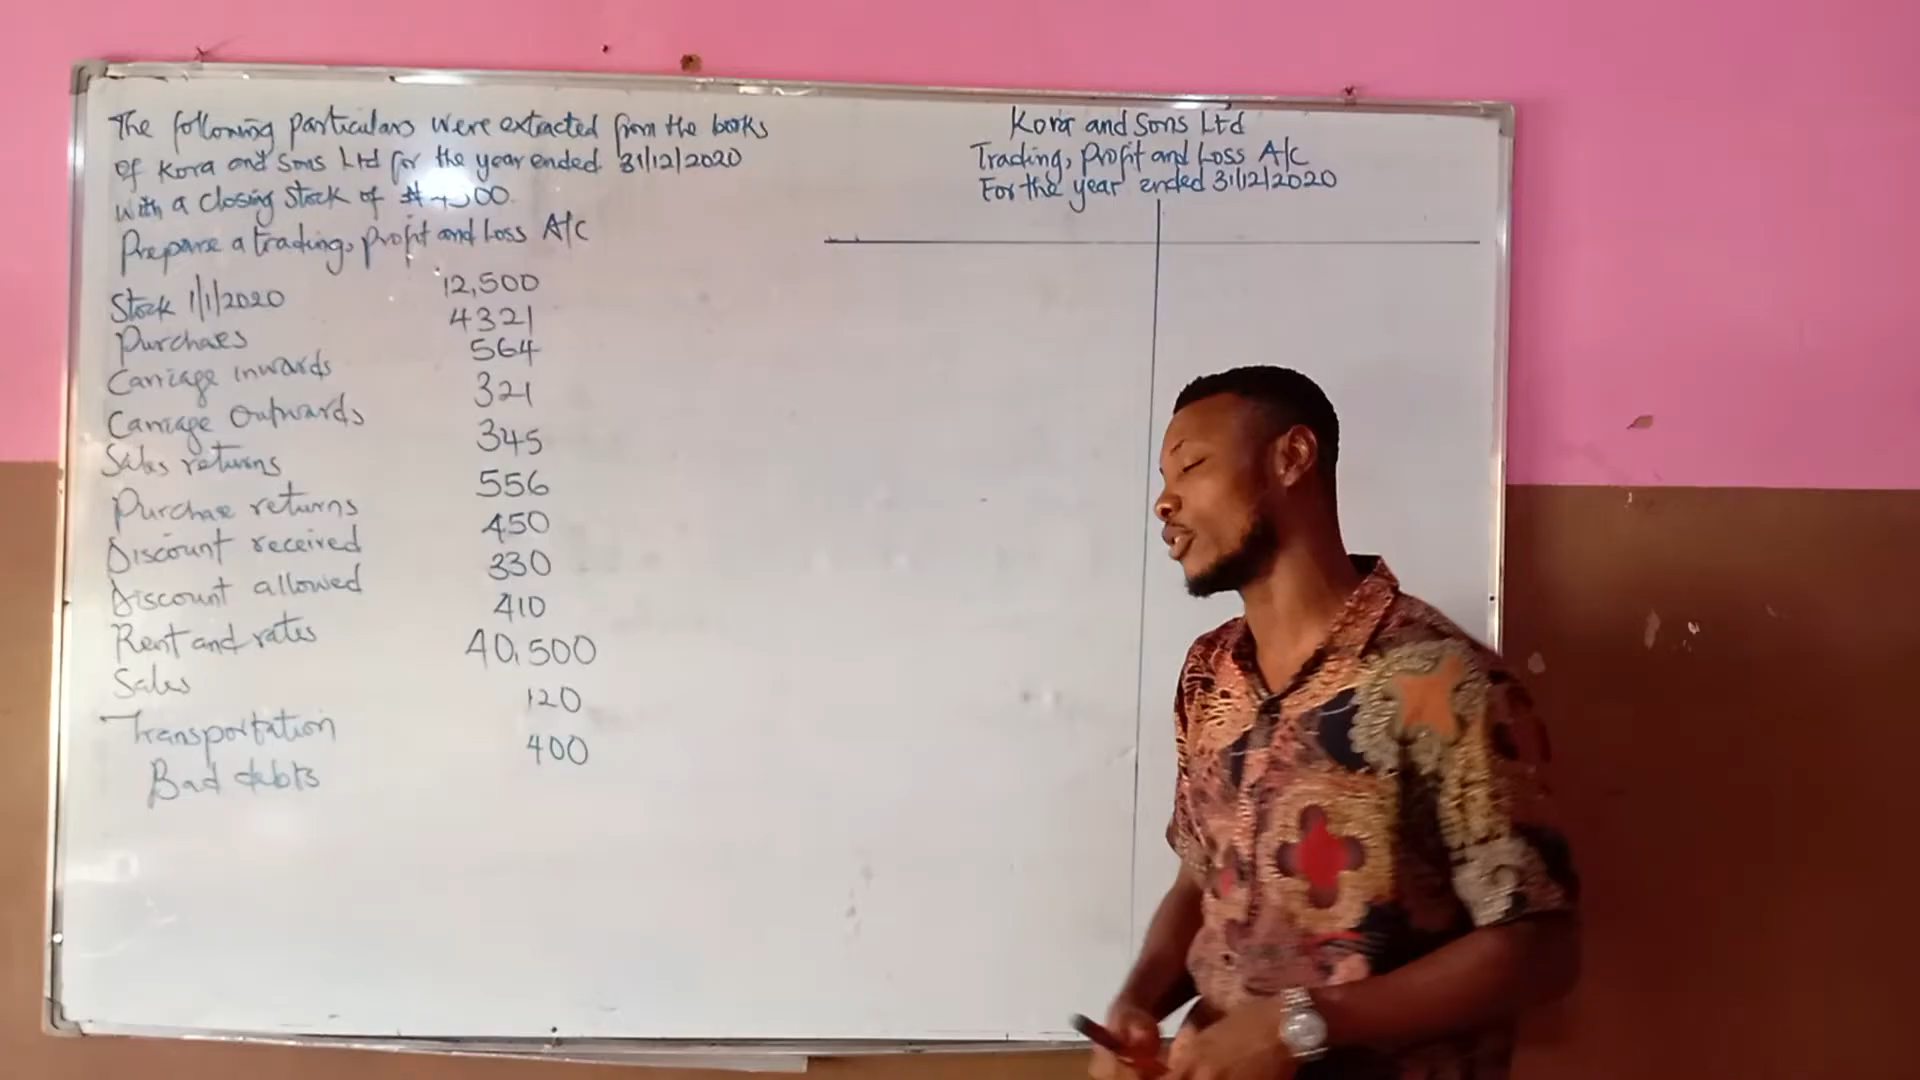 The following particulars were extracted from the books
of Kora and Sons Ltd for the year ended 31/12/2020
with a closing Stock of
Prepare a trading, profit and Loss A/C
Stock 1/1/2020 12,500
Purchaes 4321
Carriage inwards 564
Carriage Outwards 321
Sales returns 345
Purchase returns 556
Discount received 450
Discount allowed 330
Rent and rates 410
Sales 40,500
Transportation 120
Bad debts 400
Kora and Sons Ltd
Trading, Profit and Loss A/C
For the year ended 31/12/2020